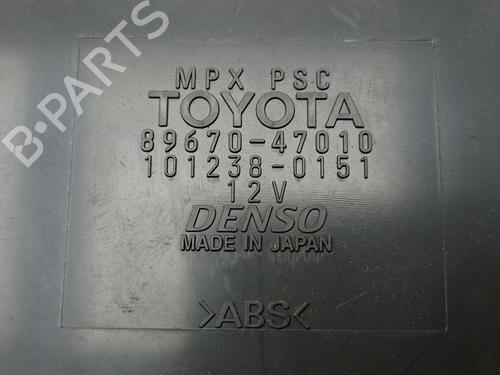 MPX PSC
TOYOTA
89670-47010
101238-0151
12V
DENSO
MADE IN JAPAN
>ABS<
B-PARTS